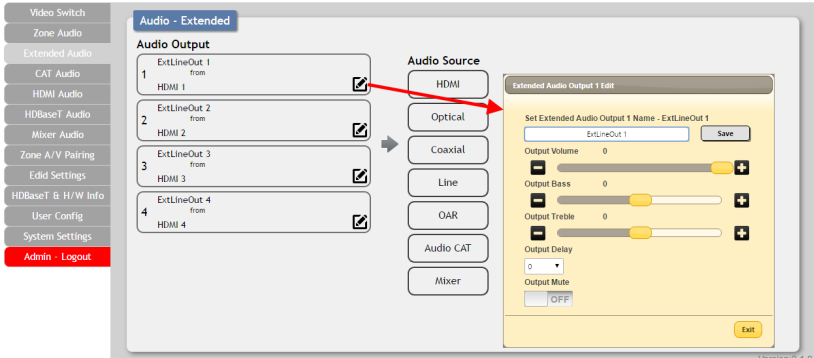 Video Switch
Zone Audio
Extended Audio
CAT Audio
HDMI Audio
HDBaseT Audio
Mixer Audio
Zone A/V Pairing
Edid Settings
HDBaseT & H/W Info
User Config
System Settings
Admin - Logout
Audio - Extended
Audio Output
1
ExtLineOut 1
from
HDMI 1
2
ExtLineOut 2
from
HDMI 2
3
ExtLineOut 3
from
HDMI 3
4
ExtLineOut 4
from
HDMI 4
Audio Source
HDMI
Optical
Coaxial
Line
OAR
Audio CAT
Mixer
Extended Audio Output 1 Edit
Set Extended Audio Output 1 Name - ExtLineOut 1
ExtLineOut 1
Save
Output Volume 0
Output Bass 0
Output Treble 0
Output Delay
0
Output Mute
OFF
Exit